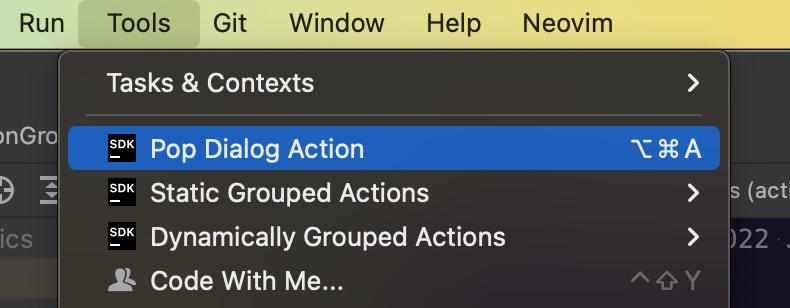 Run Tools Git Window Help Neovim
Tasks & Contexts
onGro
SDK Pop Dialog Action ⌥⌘A
SDK Static Grouped Actions
s (acti
SDK Dynamically Grouped Actions
ics
022
Code With Me... ⌃⇧Y